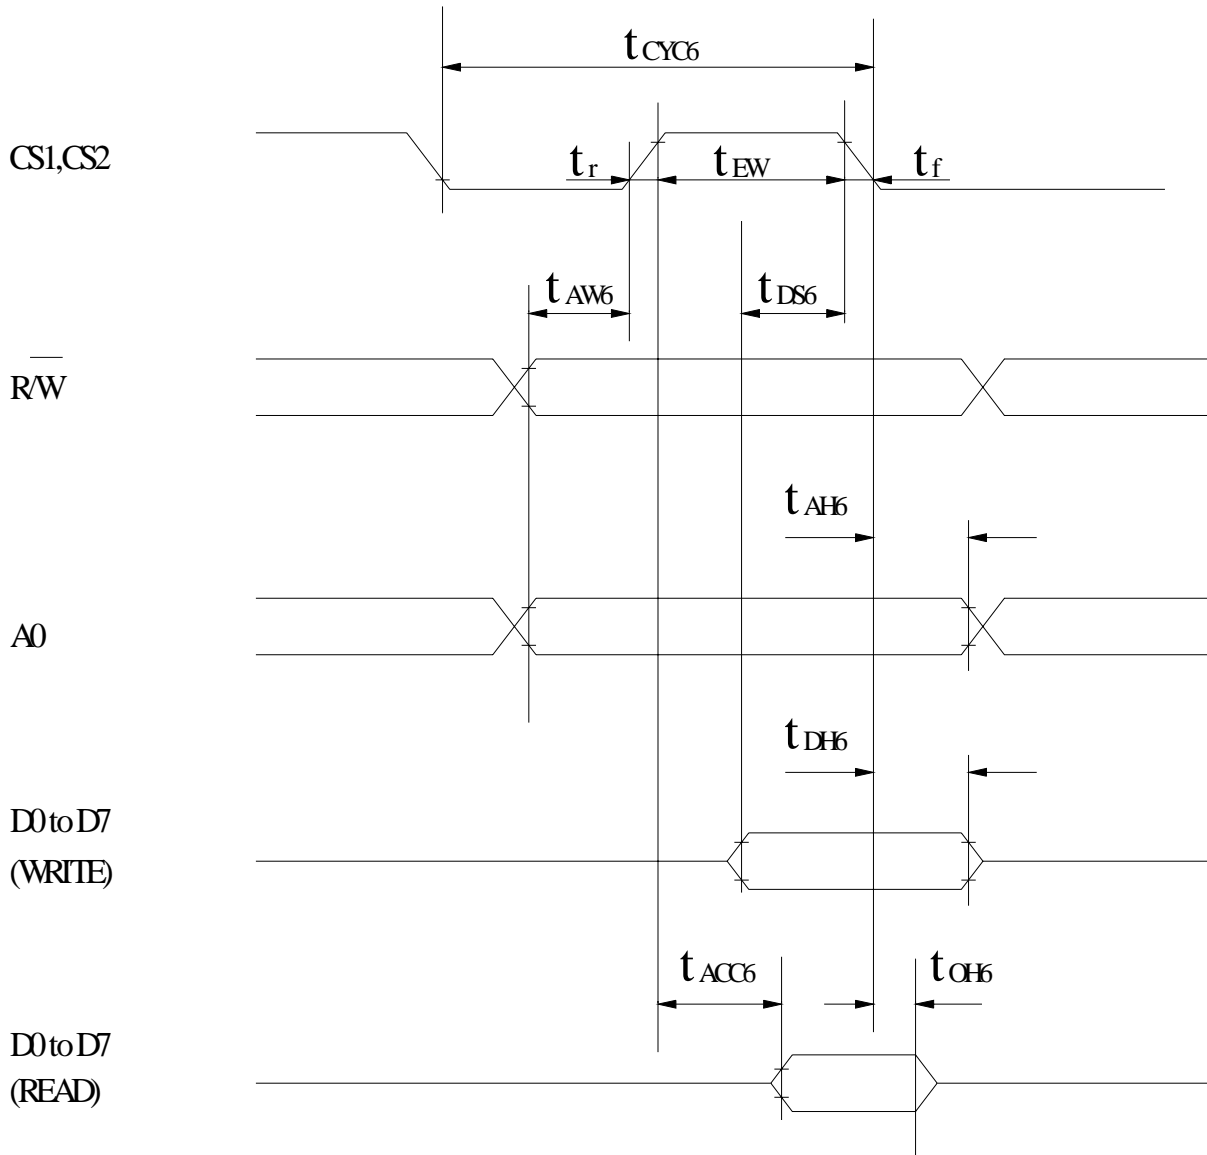 tCYC6
CS1,CS2
tr
tEW
tf
tAW6
tDS6
R/W̅
tAH6
A0
tDH6
D0 to D7
(WRITE)
tACC6
tOH6
D0 to D7
(READ)